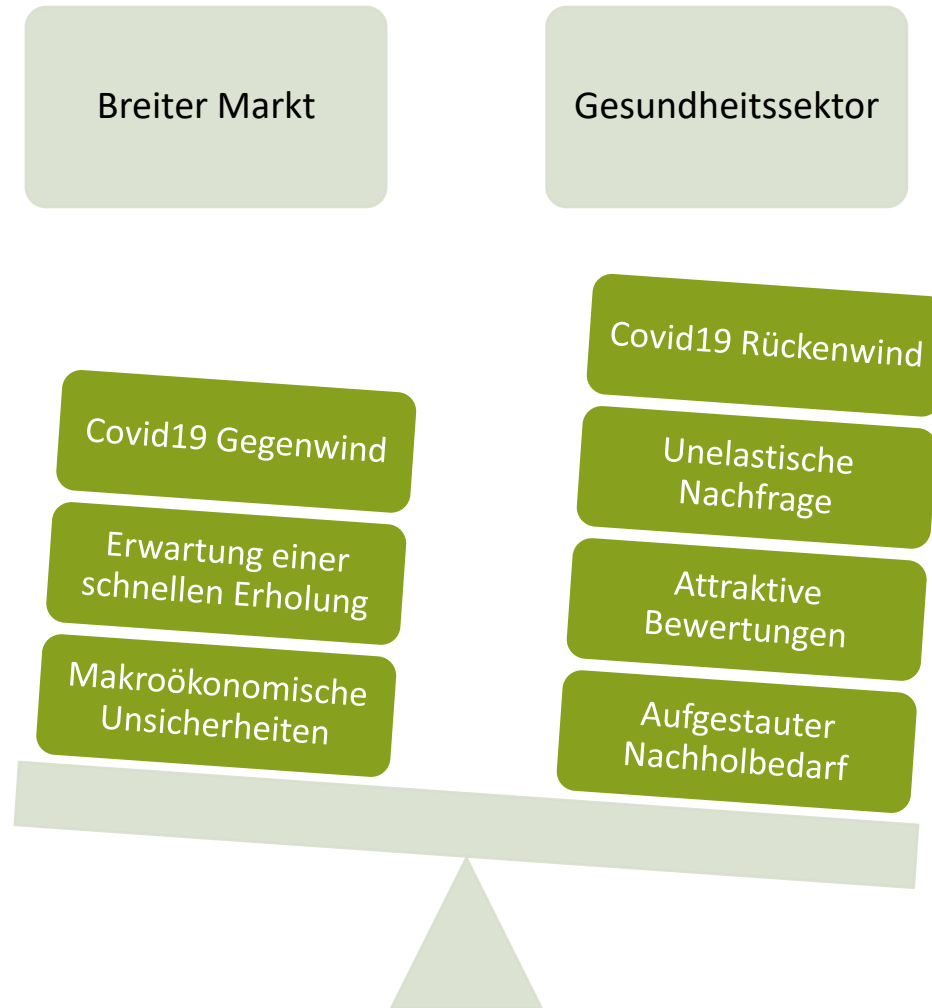 Breiter Markt
Gesundheitssektor
Covid19 Gegenwind
Erwartung einer
schnellen Erholung
Makroökonomische
Unsicherheiten
Covid19 Rückenwind
Unelastische
Nachfrage
Attraktive
Bewertungen
Aufgestauter
Nachholbedarf